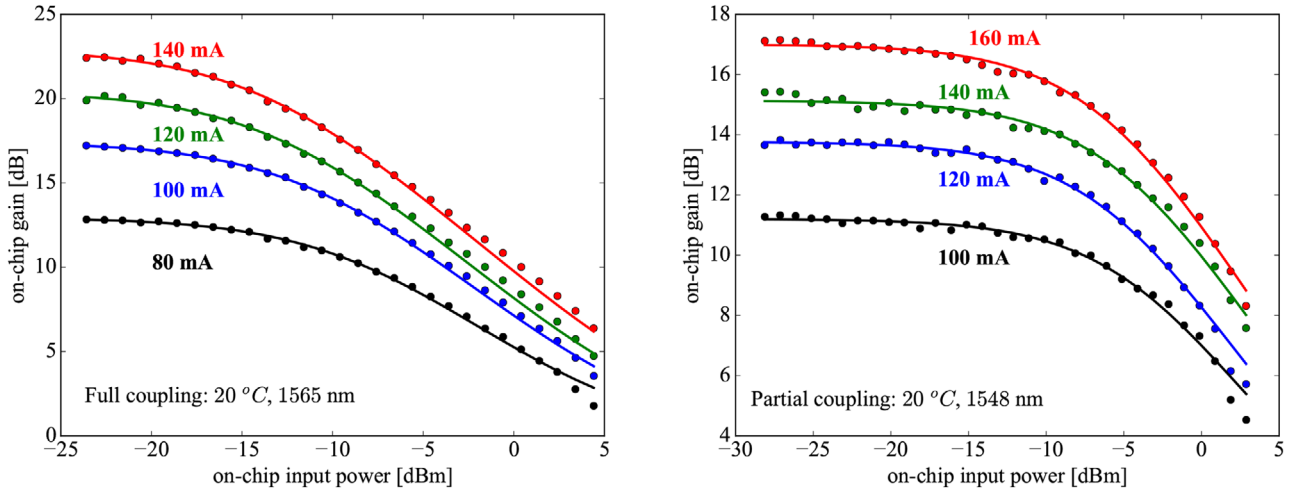 25
20
15
10
5
0
on-chip gain [dB]
140 mA
120 mA
100 mA
80 mA
Full coupling: 20 °C, 1565 nm
−25 −20 −15 −10 −5 0 5
on-chip input power [dBm]
18
16
14
12
10
8
6
4
on-chip gain [dB]
160 mA
140 mA
120 mA
100 mA
Partial coupling: 20 °C, 1548 nm
−30 −25 −20 −15 −10 −5 0 5
on-chip input power [dBm]